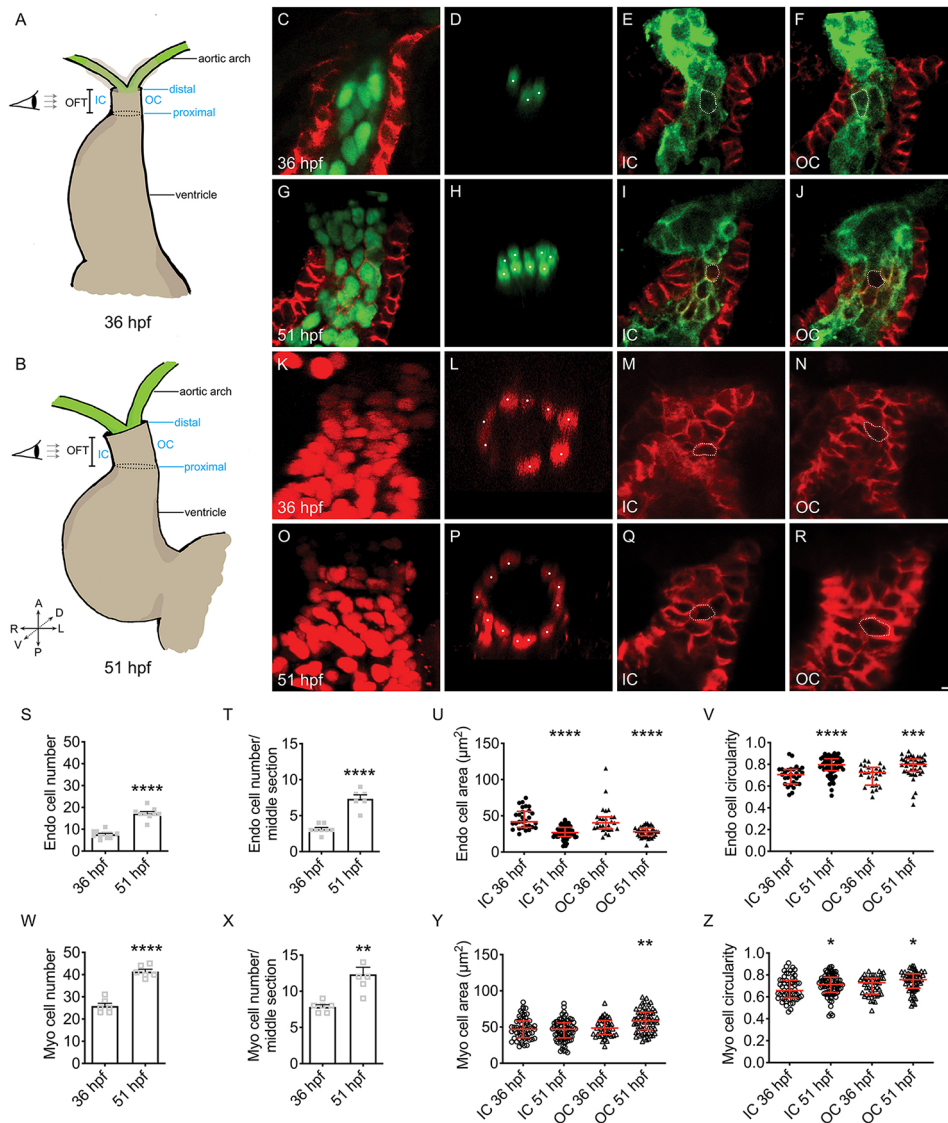 A
aortic arch
distal
OFT
IC
OC
proximal
ventricle
36 hpf
B
aortic arch
distal
OFT
IC
OC
proximal
ventricle
A
D
R
L
V
P
51 hpf
C
36 hpf
D
E
IC
F
OC
G
51 hpf
H
I
IC
J
OC
K
36 hpf
L
M
IC
N
OC
O
51 hpf
P
Q
IC
R
OC
S
Endo cell number
50
40
30
20
10
0
****
36 hpf
51 hpf
T
Endo cell number/
middle section
15
10
5
0
****
36 hpf
51 hpf
U
Endo cell area (µm²)
150
100
50
0
****
****
IC 36 hpf
IC 51 hpf
OC 36 hpf
OC 51 hpf
V
Endo cell circularity
1.0
0.8
0.6
0.4
0.2
0.0
****
***
IC 36 hpf
IC 51 hpf
OC 36 hpf
OC 51 hpf
W
Myo cell number
50
40
30
20
10
0
****
36 hpf
51 hpf
X
Myo cell number/
middle section
15
10
5
0
**
36 hpf
51 hpf
Y
Myo cell area (µm²)
150
100
50
0
**
IC 36 hpf
IC 51 hpf
OC 36 hpf
OC 51 hpf
Z
Myo cell circularity
1.0
0.8
0.6
0.4
0.2
0.0
*
*
IC 36 hpf
IC 51 hpf
OC 36 hpf
OC 51 hpf